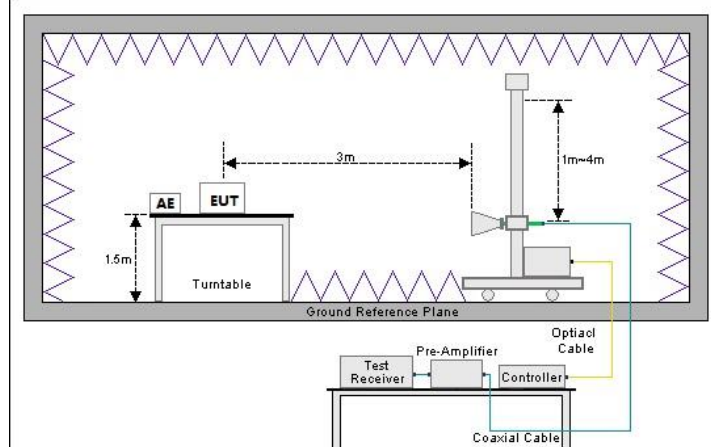 3m
1m~4m
AE
EUT
1.5m
Turntable
Ground Reference Plane
Optiacl
Cable
Pre-Amplifier
Test
Receiver
Controller
Coaxial Cable